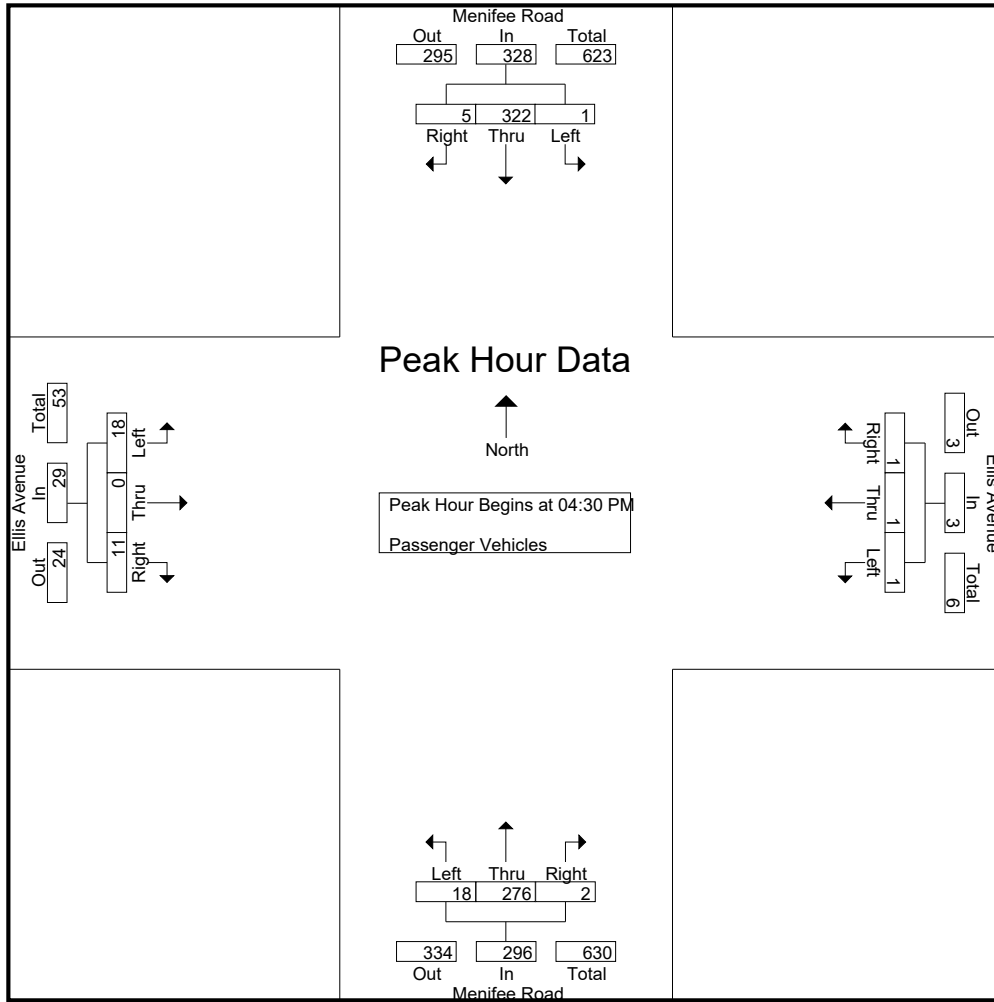 Menifee Road
Out In Total
295 328 623
5 322 1
Right Thru Left
Peak Hour Data
North
Peak Hour Begins at 04:30 PM
Passenger Vehicles
Ellis Avenue
Out In Total
24 29 53
11 0 18
Right Thru Left
Ellis Avenue
Out In Total
3 3 6
1 1 1
Right Thru Left
Left Thru Right
18 276 2
334 296 630
Out In Total
Menifee Road